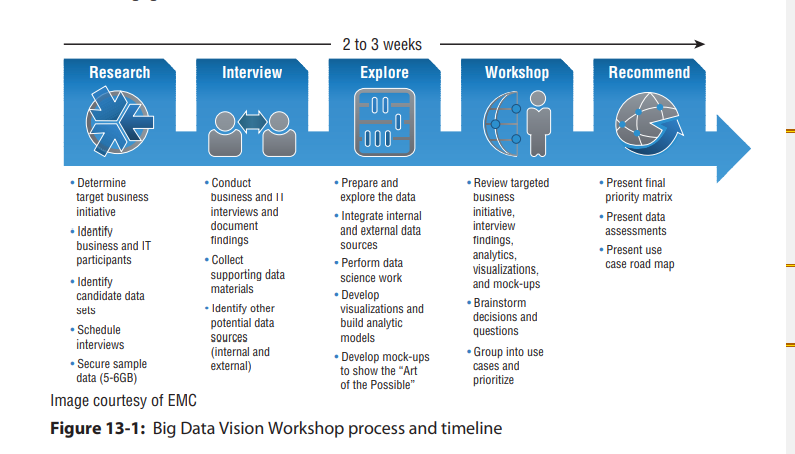 2 to 3 weeks
Research
Interview
Explore
Workshop
Recommend
• Determine
target business
initiative
• Identify
business and IT
participants
• Identify
candidate data
sets
• Schedule
interviews
• Secure sample
data (5-6GB)
• Conduct
business and IT
interviews and
document
findings
• Collect
supporting data
materials
• Identify other
potential data
sources
(internal and
external)
• Prepare and
explore the data
• Integrate internal
and external data
sources
• Perform data
science work
• Develop
visualizations and
build analytic
models
• Develop mock-ups
to show the “Art
of the Possible”
• Review targeted
business
initiative,
interview
findings,
analytics,
visualizations,
and mock-ups
• Brainstorm
decisions and
questions
• Group into use
cases and
prioritize
• Present final
priority matrix
• Present data
assessments
• Present use
case road map
Image courtesy of EMC
Figure 13-1: Big Data Vision Workshop process and timeline